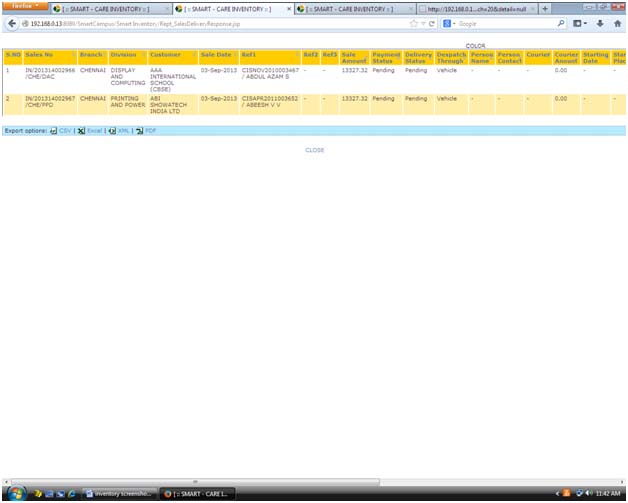 Firefox
[ :: SMART - CARE INVENTORY :: ] × [ :: SMART - CARE INVENTORY :: ] × [ :: SMART - CARE INVENTORY :: ] × http://192.168.0.1...ch=20&detail=null × +
192.168.0.13:8080/SmartCampus/Smart Inventory/Rept_SalesDelivery/Response.jsp Google
COLOR
S.NO Sales No Branch Division Customer Sale Date Ref1 Ref2 Ref3 Sale Payment Delivery Despatch Person Person Courier Courier Starting Star
Amount Status Status Through Name Contact Amount Date Plac
1 IN/201314002966 CHENNAI DISPLAY AAA 03-Sep-2013 CISNOV2010003467 - - 13327.32 Pending Pending Vehicle - - - 0.00 - -
/CHE/DAC AND INTERNATIONAL / ABDUL AZAM S
COMPUTING SCHOOL
(CBSE)
2 IN/201314002967 CHENNAI PRINTING ABI 03-Sep-2013 CISAPR2011003652 - - 13327.32 Pending Pending Vehicle - - - 0.00 - -
/CHE/PPD AND POWER SHOWATECH / ABEESH V V
INDIA LTD
Export options: CSV | Excel | XML | PDF
CLOSE
inventory screensho... [ :: SMART - CARE I... 11:42 AM